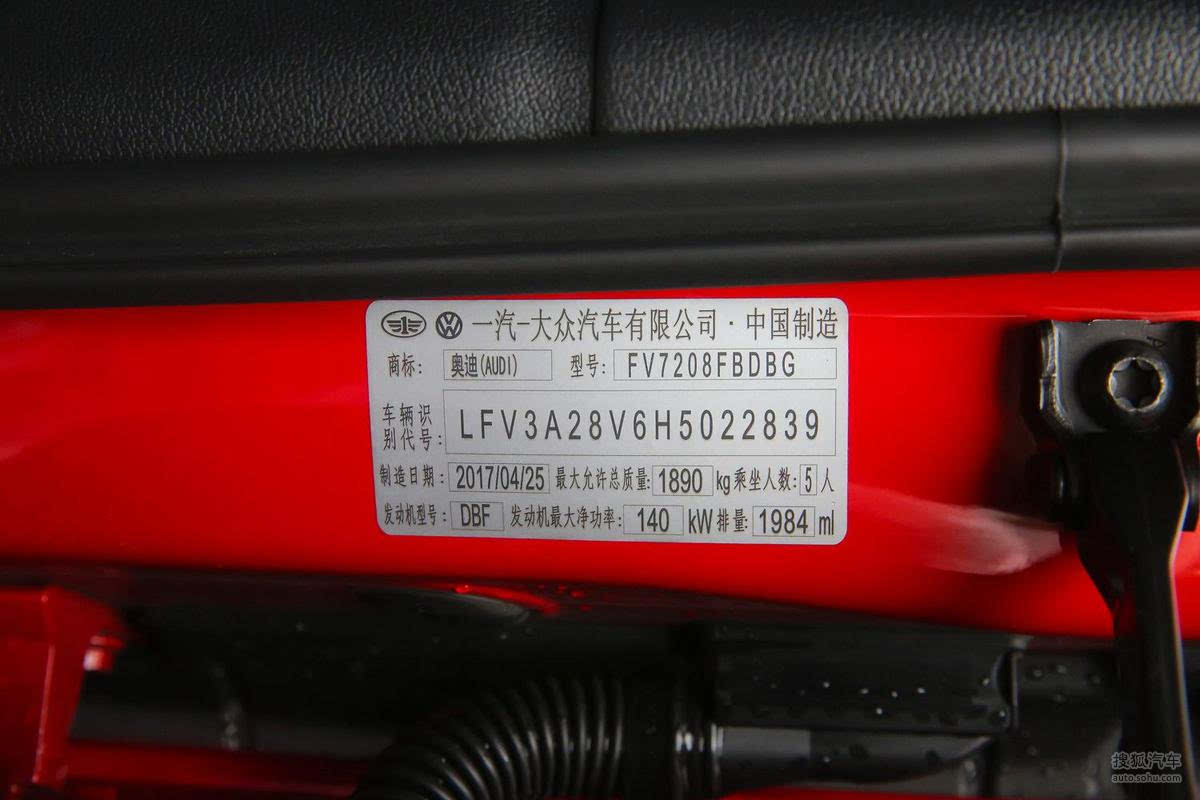 一汽-大众汽车有限公司·中国制造
商标: 奥迪(AUDI) 型号: FV7208FBDBG
车辆识别代号: LFV3A28V6H5022839
制造日期: 2017/04/25 最大允许总质量: 1890 kg 乘坐人数: 5 人
发动机型号: DBF 发动机最大净功率: 140 kW 排量: 1984 ml
搜狐汽车
auto.sohu.com